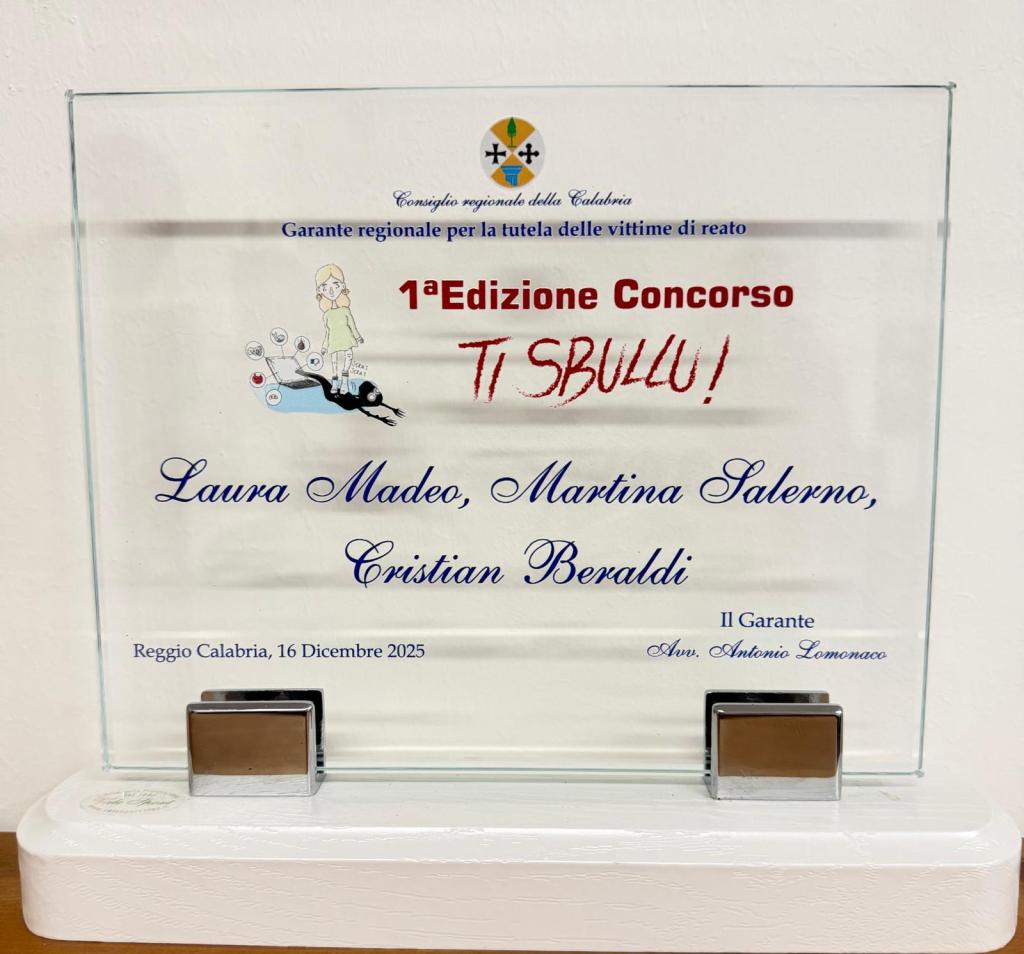 Consiglio regionale della Calabria
Garante regionale per la tutela delle vittime di reato
1ªEdizione Concorso
TI SBULLU!
Laura Madeo, Martina Salerno,
Cristian Beraldi
Il Garante
Reggio Calabria, 16 Dicembre 2025
Avv. Antonio Lomonaco